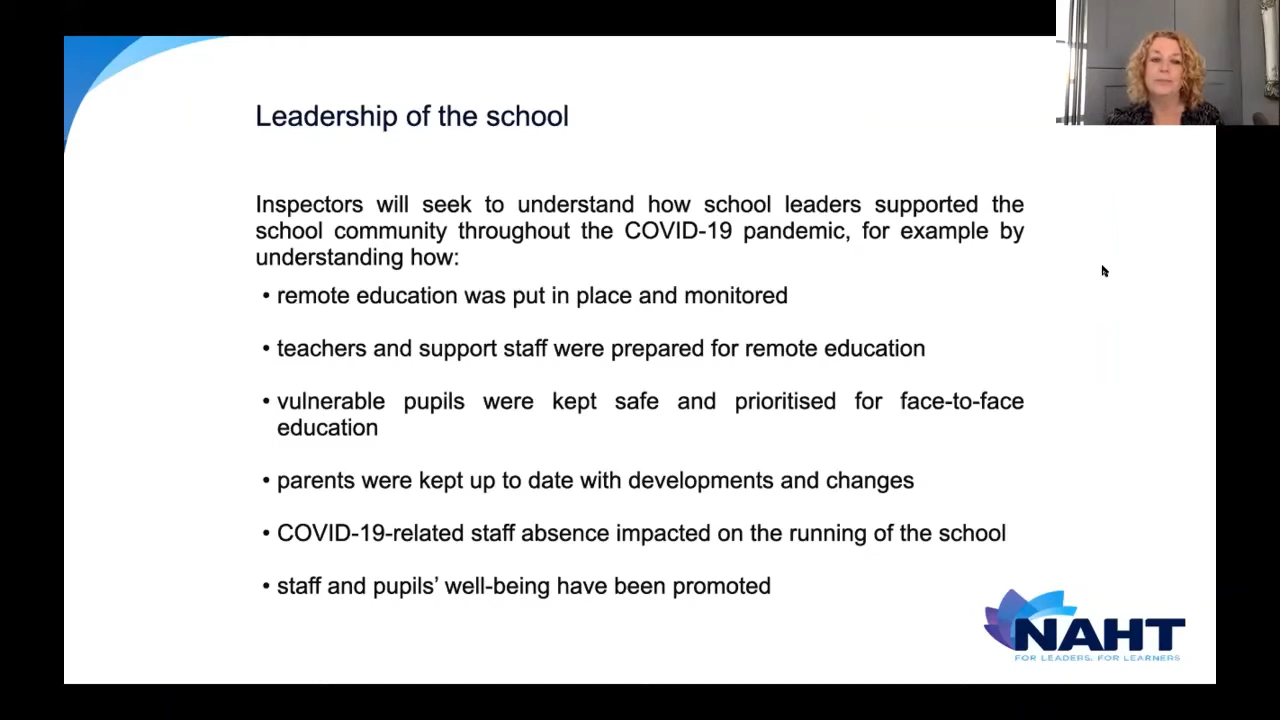 Leadership of the school
Inspectors will seek to understand how school leaders supported the
school community throughout the COVID-19 pandemic, for example by
understanding how:
• remote education was put in place and monitored
• teachers and support staff were prepared for remote education
• vulnerable pupils were kept safe and prioritised for face-to-face
education
• parents were kept up to date with developments and changes
• COVID-19-related staff absence impacted on the running of the school
• staff and pupils’ well-being have been promoted
NAHT
FOR LEADERS, FOR LEARNERS